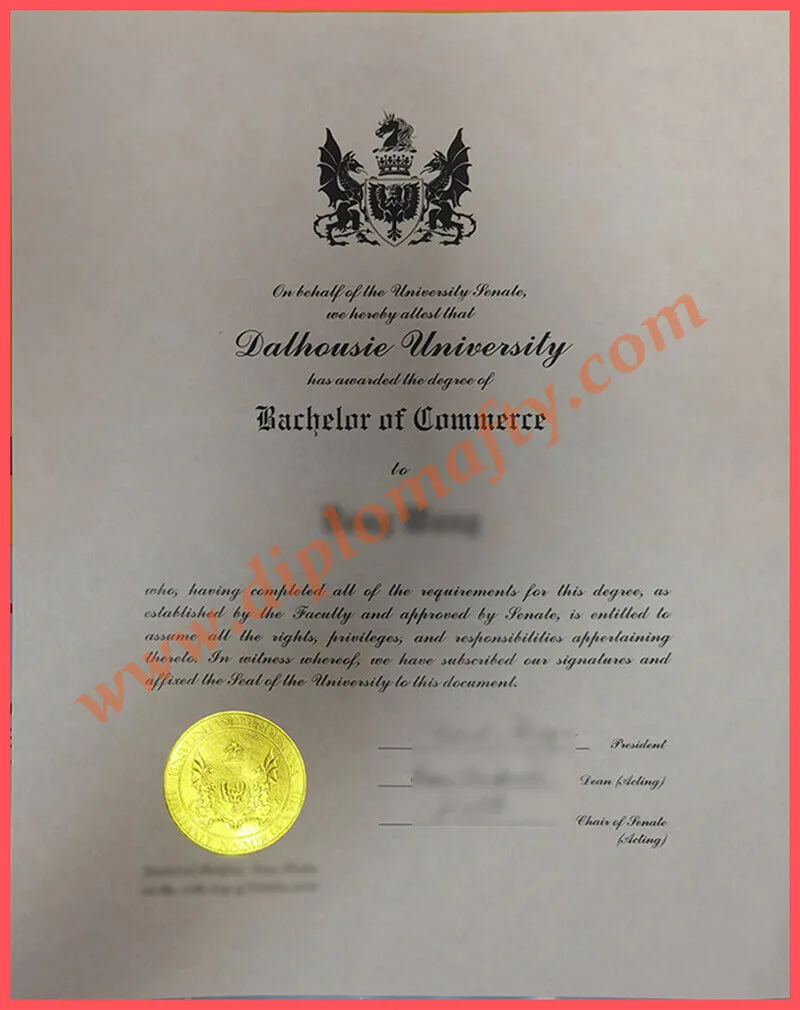 On behalf of the University Senate,
we hereby attest that
Dalhousie University
has awarded the degree of
Bachelor of Commerce
to
who, having completed all of the requirements for this degree, as
established by the Faculty and approved by Senate, is entitled to
assume all the rights, privileges, and responsibilities appertaining
thereto. In witness whereof, we have subscribed our signatures and
affixed the Seal of the University to this document.
President
Dean (Acting)
Chair of Senate
(Acting)
www.diplomafty.com